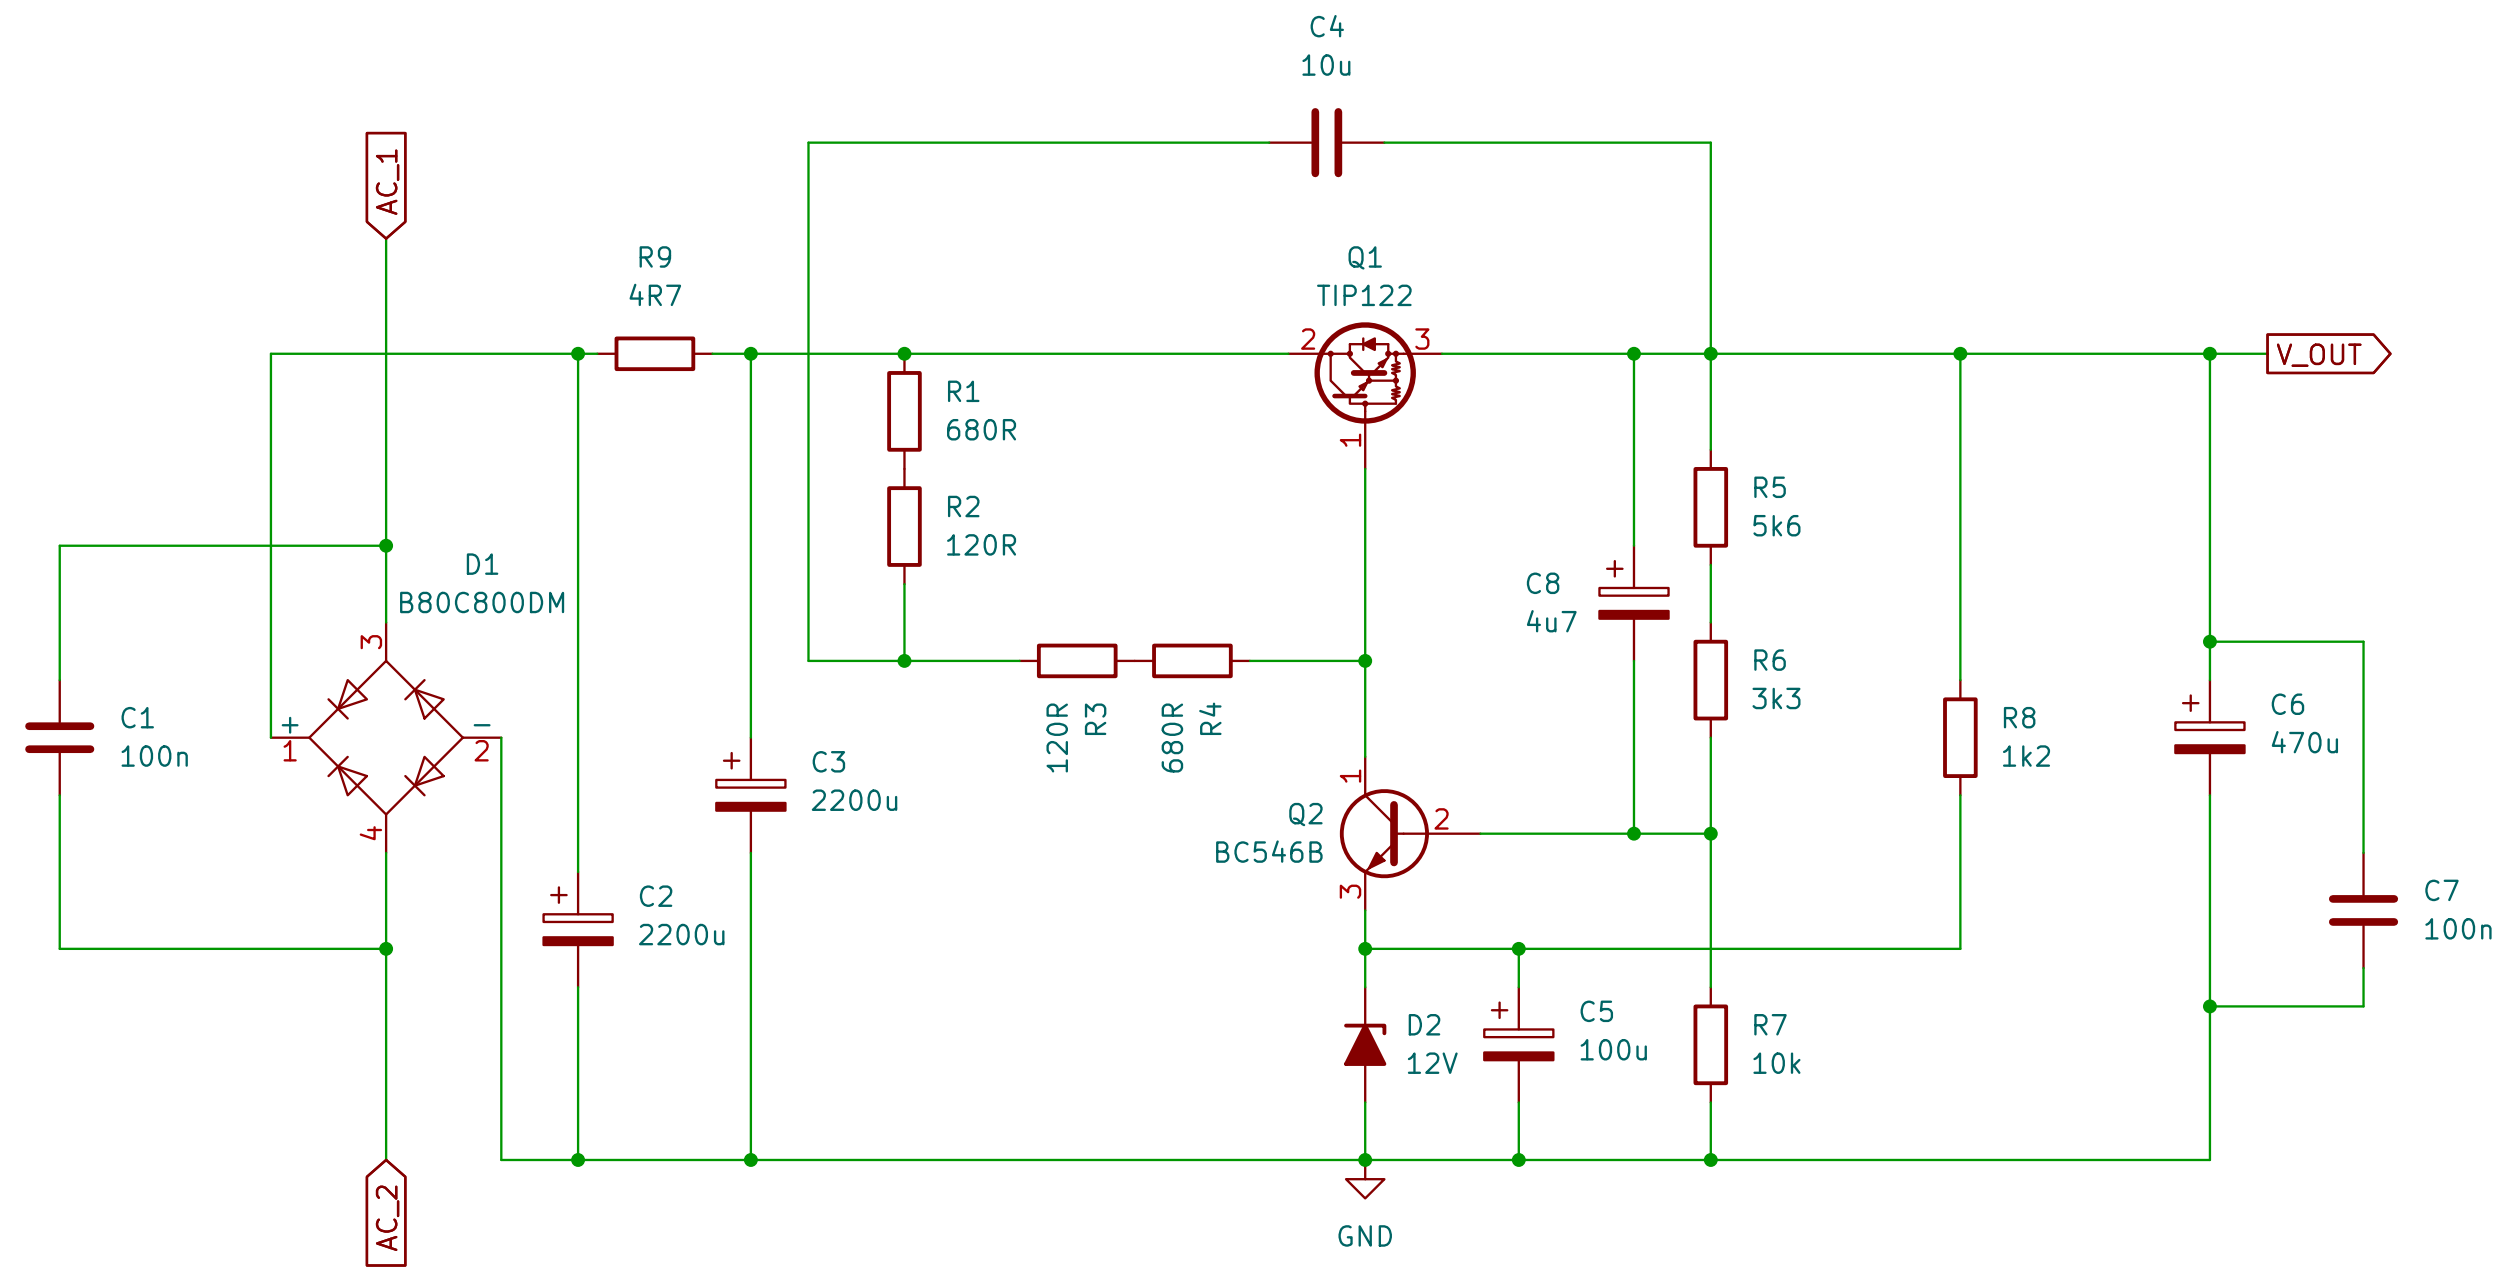 C4
10u
AC_1
R9
4R7
Q1
TIP122
2
3
1
V_OUT
R1
680R
R2
120R
R5
5k6
D1
B80C800DM
3
+
1
-
2
4
C1
100n
+
C8
4u7
R6
3k3
120R
R3
680R
R4
R8
1k2
+
C6
470u
+
C3
2200u
1
Q2
BC546B
2
3
+
C2
2200u
C7
100n
D2
12V
+
C5
100u
R7
10k
AC_2
GND